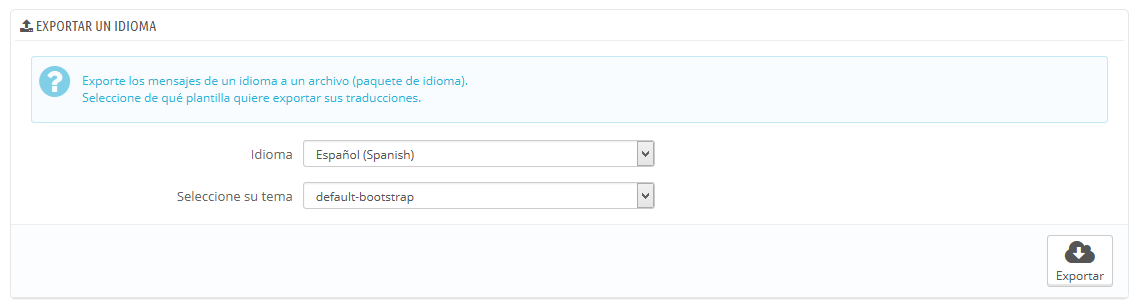 EXPORTAR UN IDIOMA
Exporte los mensajes de un idioma a un archivo (paquete de idioma).
Seleccione de qué plantilla quiere exportar sus traducciones.
Idioma Español (Spanish)
Seleccione su tema default-bootstrap
Exportar